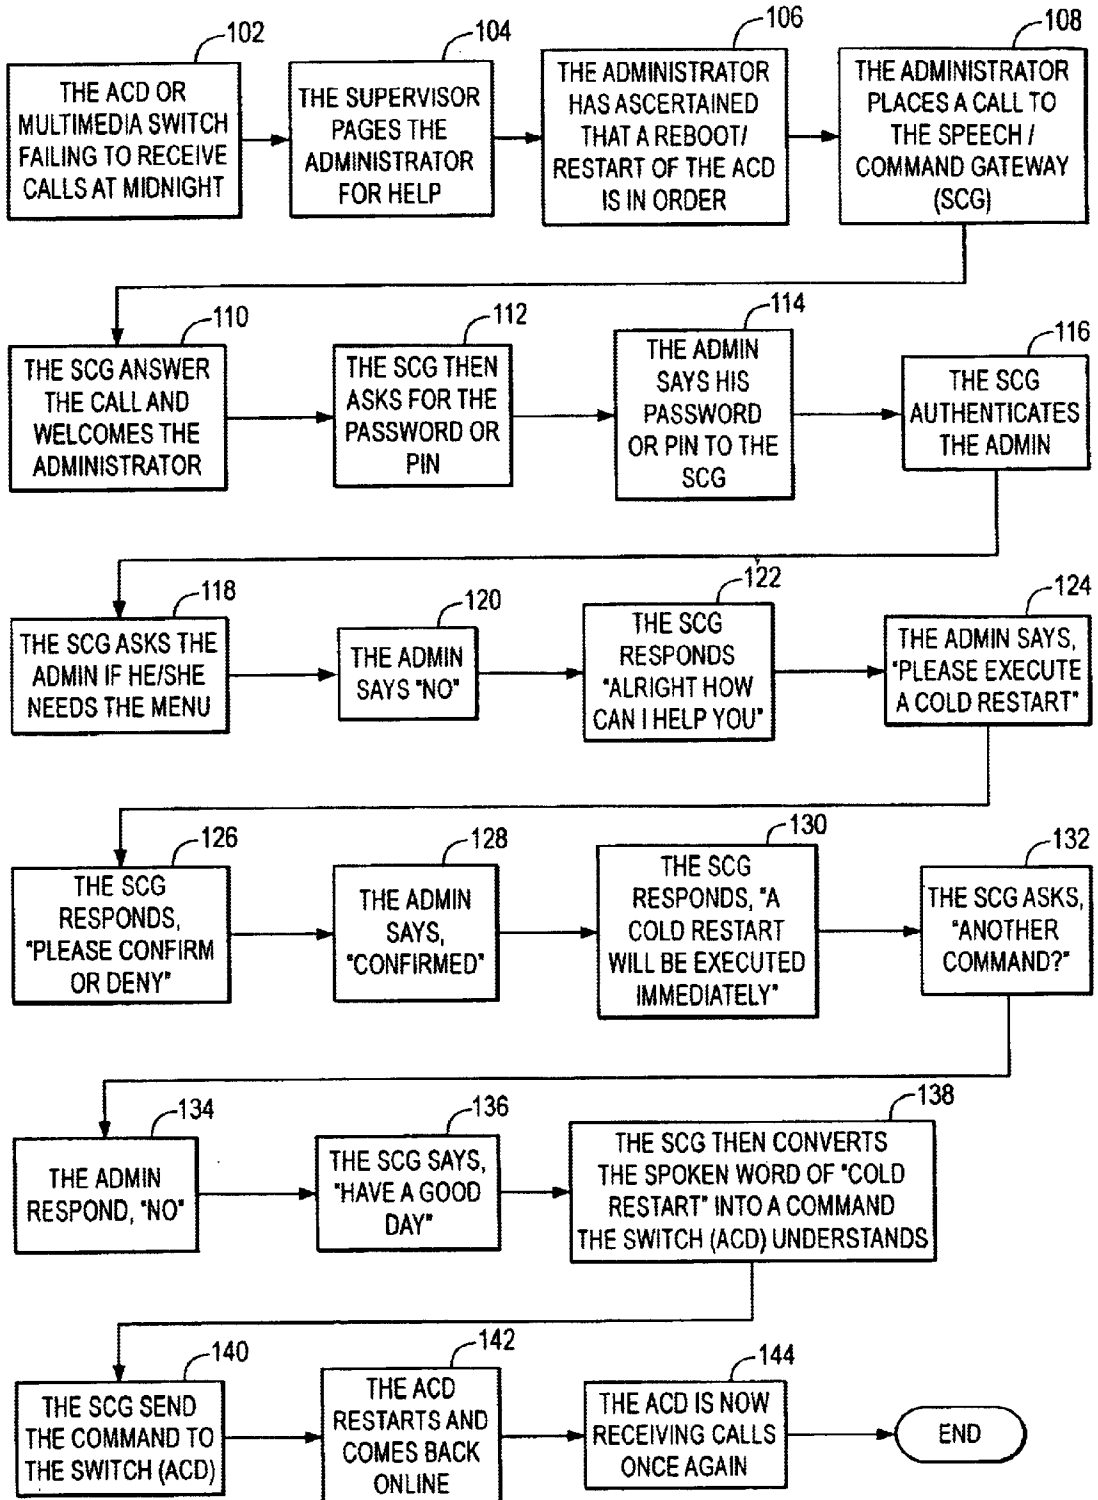 102
THE ACD OR
MULTIMEDIA SWITCH
FAILING TO RECEIVE
CALLS AT MIDNIGHT
104
THE SUPERVISOR
PAGES THE
ADMINISTRATOR
FOR HELP
106
THE ADMINISTRATOR
HAS ASCERTAINED
THAT A REBOOT/
RESTART OF THE ACD
IS IN ORDER
108
THE ADMINISTRATOR
PLACES A CALL TO
THE SPEECH /
COMMAND GATEWAY
(SCG)
110
THE SCG ANSWER
THE CALL AND
WELCOMES THE
ADMINISTRATOR
112
THE SCG THEN
ASKS FOR THE
PASSWORD OR
PIN
114
THE ADMIN
SAYS HIS
PASSWORD
OR PIN TO THE
SCG
116
THE SCG
AUTHENTICATES
THE ADMIN
118
THE SCG ASKS THE
ADMIN IF HE/SHE
NEEDS THE MENU
120
THE ADMIN
SAYS "NO"
122
THE SCG
RESPONDS
"ALRIGHT HOW
CAN I HELP YOU"
124
THE ADMIN SAYS,
"PLEASE EXECUTE
A COLD RESTART"
126
THE SCG
RESPONDS,
"PLEASE CONFIRM
OR DENY"
128
THE ADMIN
SAYS,
"CONFIRMED"
130
THE SCG
RESPONDS, "A
COLD RESTART
WILL BE EXECUTED
IMMEDIATELY"
132
THE SCG ASKS,
"ANOTHER
COMMAND?"
134
THE ADMIN
RESPOND, "NO"
136
THE SCG SAYS,
"HAVE A GOOD
DAY"
138
THE SCG THEN CONVERTS
THE SPOKEN WORD OF "COLD
RESTART" INTO A COMMAND
THE SWITCH (ACD) UNDERSTANDS
140
THE SCG SEND
THE COMMAND TO
THE SWITCH (ACD)
142
THE ACD
RESTARTS AND
COMES BACK
ONLINE
144
THE ACD IS NOW
RECEIVING CALLS
ONCE AGAIN
END